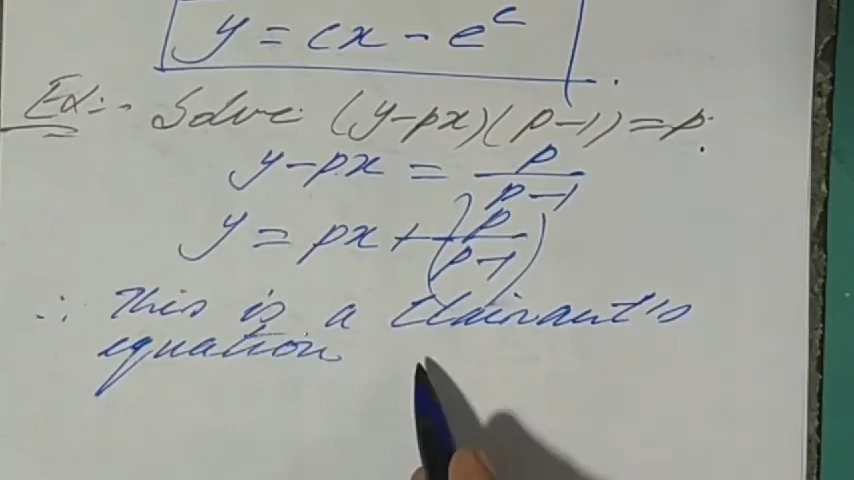 y = cx - e^c
Ex:- Solve (y-px)(p-1)=p.
y-px = p/(p-1)
y = px + (p/(p-1))
∴ This is a Clairaut's
equation